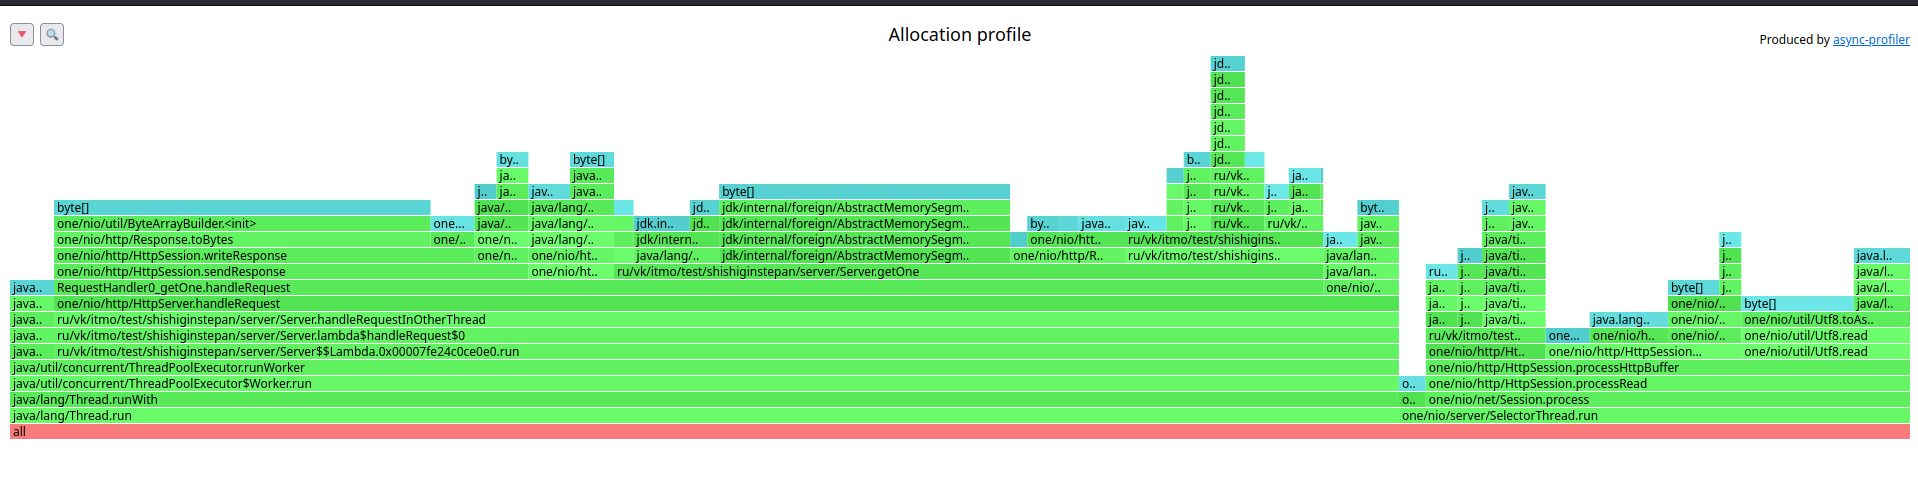 Allocation profile
Produced by async-profiler
jd..
jd..
jd..
jd..
jd..
jd..
by.. byte[] b.. jd..
ja.. java.. j.. ru/vk.. ja..
byte[] j.. ja.. jav.. java.. j.. ru/vk.. j.. ja.. jav..
byte[] java/.. java/lang/.. jd.. jdk/internal/foreign/AbstractMemorySegm.. j.. ru/vk.. j.. ja.. byt.. j.. jav..
one/nio/util/ByteArrayBuilder.<init> one... java/.. java/lang/.. jdk.in.. jd.. jdk/internal/foreign/AbstractMemorySegm.. by.. java.. jav.. j.. ru/vk.. ru/vk/.. jav.. j.. jav..
one/nio/http/Response.toBytes one/.. one/n.. java/lang/.. jdk/intern.. jdk/internal/foreign/AbstractMemorySegm.. one/nio/htt.. ru/vk/itmo/test/shishigins.. ja.. jav.. java/ti.. j..
one/nio/http/HttpSession.writeResponse one/n.. one/nio/ht.. java/lang/.. jdk/internal/foreign/AbstractMemorySegm.. one/nio/http/R.. ru/vk/itmo/test/shishigins.. java/lan.. j.. java/ti.. j.. java.l..
one/nio/http/HttpSession.sendResponse one/nio/ht.. ru/vk/itmo/test/shishiginstepan/server/Server.getOne java/lan.. ru.. j.. java/ti.. j.. java/l..
java.. RequestHandler0_getOne.handleRequest one/nio/.. ja.. j.. java/ti.. byte[] j.. java/l..
java.. one/nio/http/HttpServer.handleRequest ja.. j.. java/ti.. one/nio/.. byte[] java/l..
java.. ru/vk/itmo/test/shishiginstepan/server/Server.handleRequestInOtherThread ja.. j.. java/ti.. java.lang.. one/nio/.. one/nio/util/Utf8.toAs..
java.. ru/vk/itmo/test/shishiginstepan/server/Server.lambda$handleRequest$0 ru/vk/itmo/test.. one... one/nio/h.. one/nio/.. one/nio/util/Utf8.read
java.. ru/vk/itmo/test/shishiginstepan/server/Server$$Lambda.0x00007fe24c0ce0e0.run one/nio/http/Ht.. one/nio/http/HttpSession... one/nio/util/Utf8.read
java/util/concurrent/ThreadPoolExecutor.runWorker one/nio/http/HttpSession.processHttpBuffer
java/util/concurrent/ThreadPoolExecutor$Worker.run o.. one/nio/http/HttpSession.processRead
java/lang/Thread.runWith o.. one/nio/net/Session.process
java/lang/Thread.run one/nio/server/SelectorThread.run
all